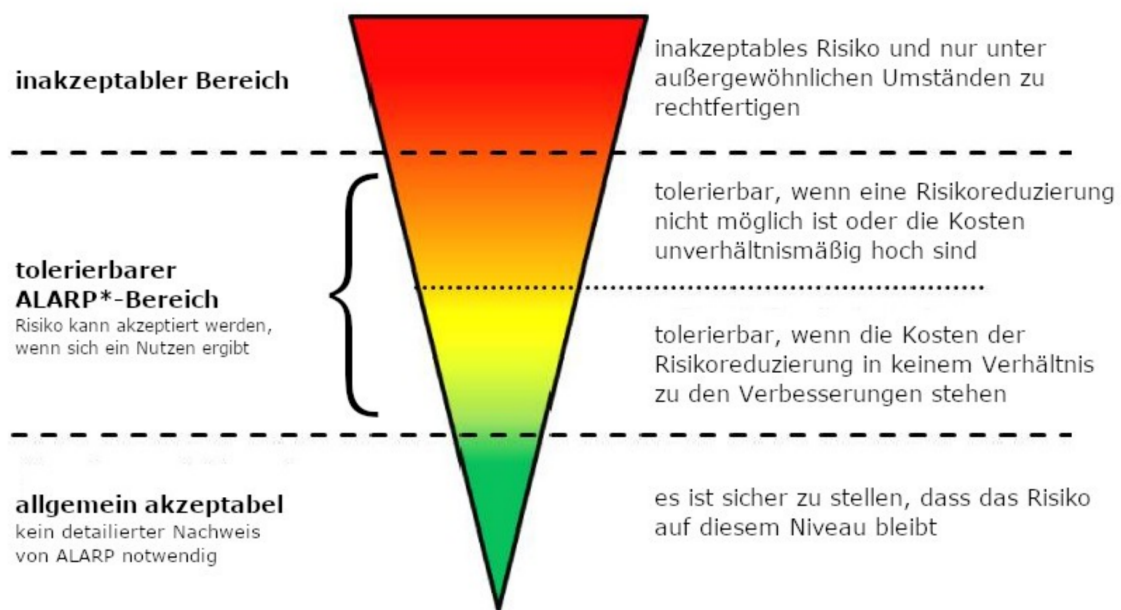 inakzeptabler Bereich
inakzeptables Risiko und nur unter
außergewöhnlichen Umständen zu
rechtfertigen
tolerierbarer
ALARP*-Bereich
Risiko kann akzeptiert werden,
wenn sich ein Nutzen ergibt
tolerierbar, wenn eine Risikoreduzierung
nicht möglich ist oder die Kosten
unverhältnismäßig hoch sind
tolerierbar, wenn die Kosten der
Risikoreduzierung in keinem Verhältnis
zu den Verbesserungen stehen
allgemein akzeptabel
kein detailierter Nachweis
von ALARP notwendig
es ist sicher zu stellen, dass das Risiko
auf diesem Niveau bleibt